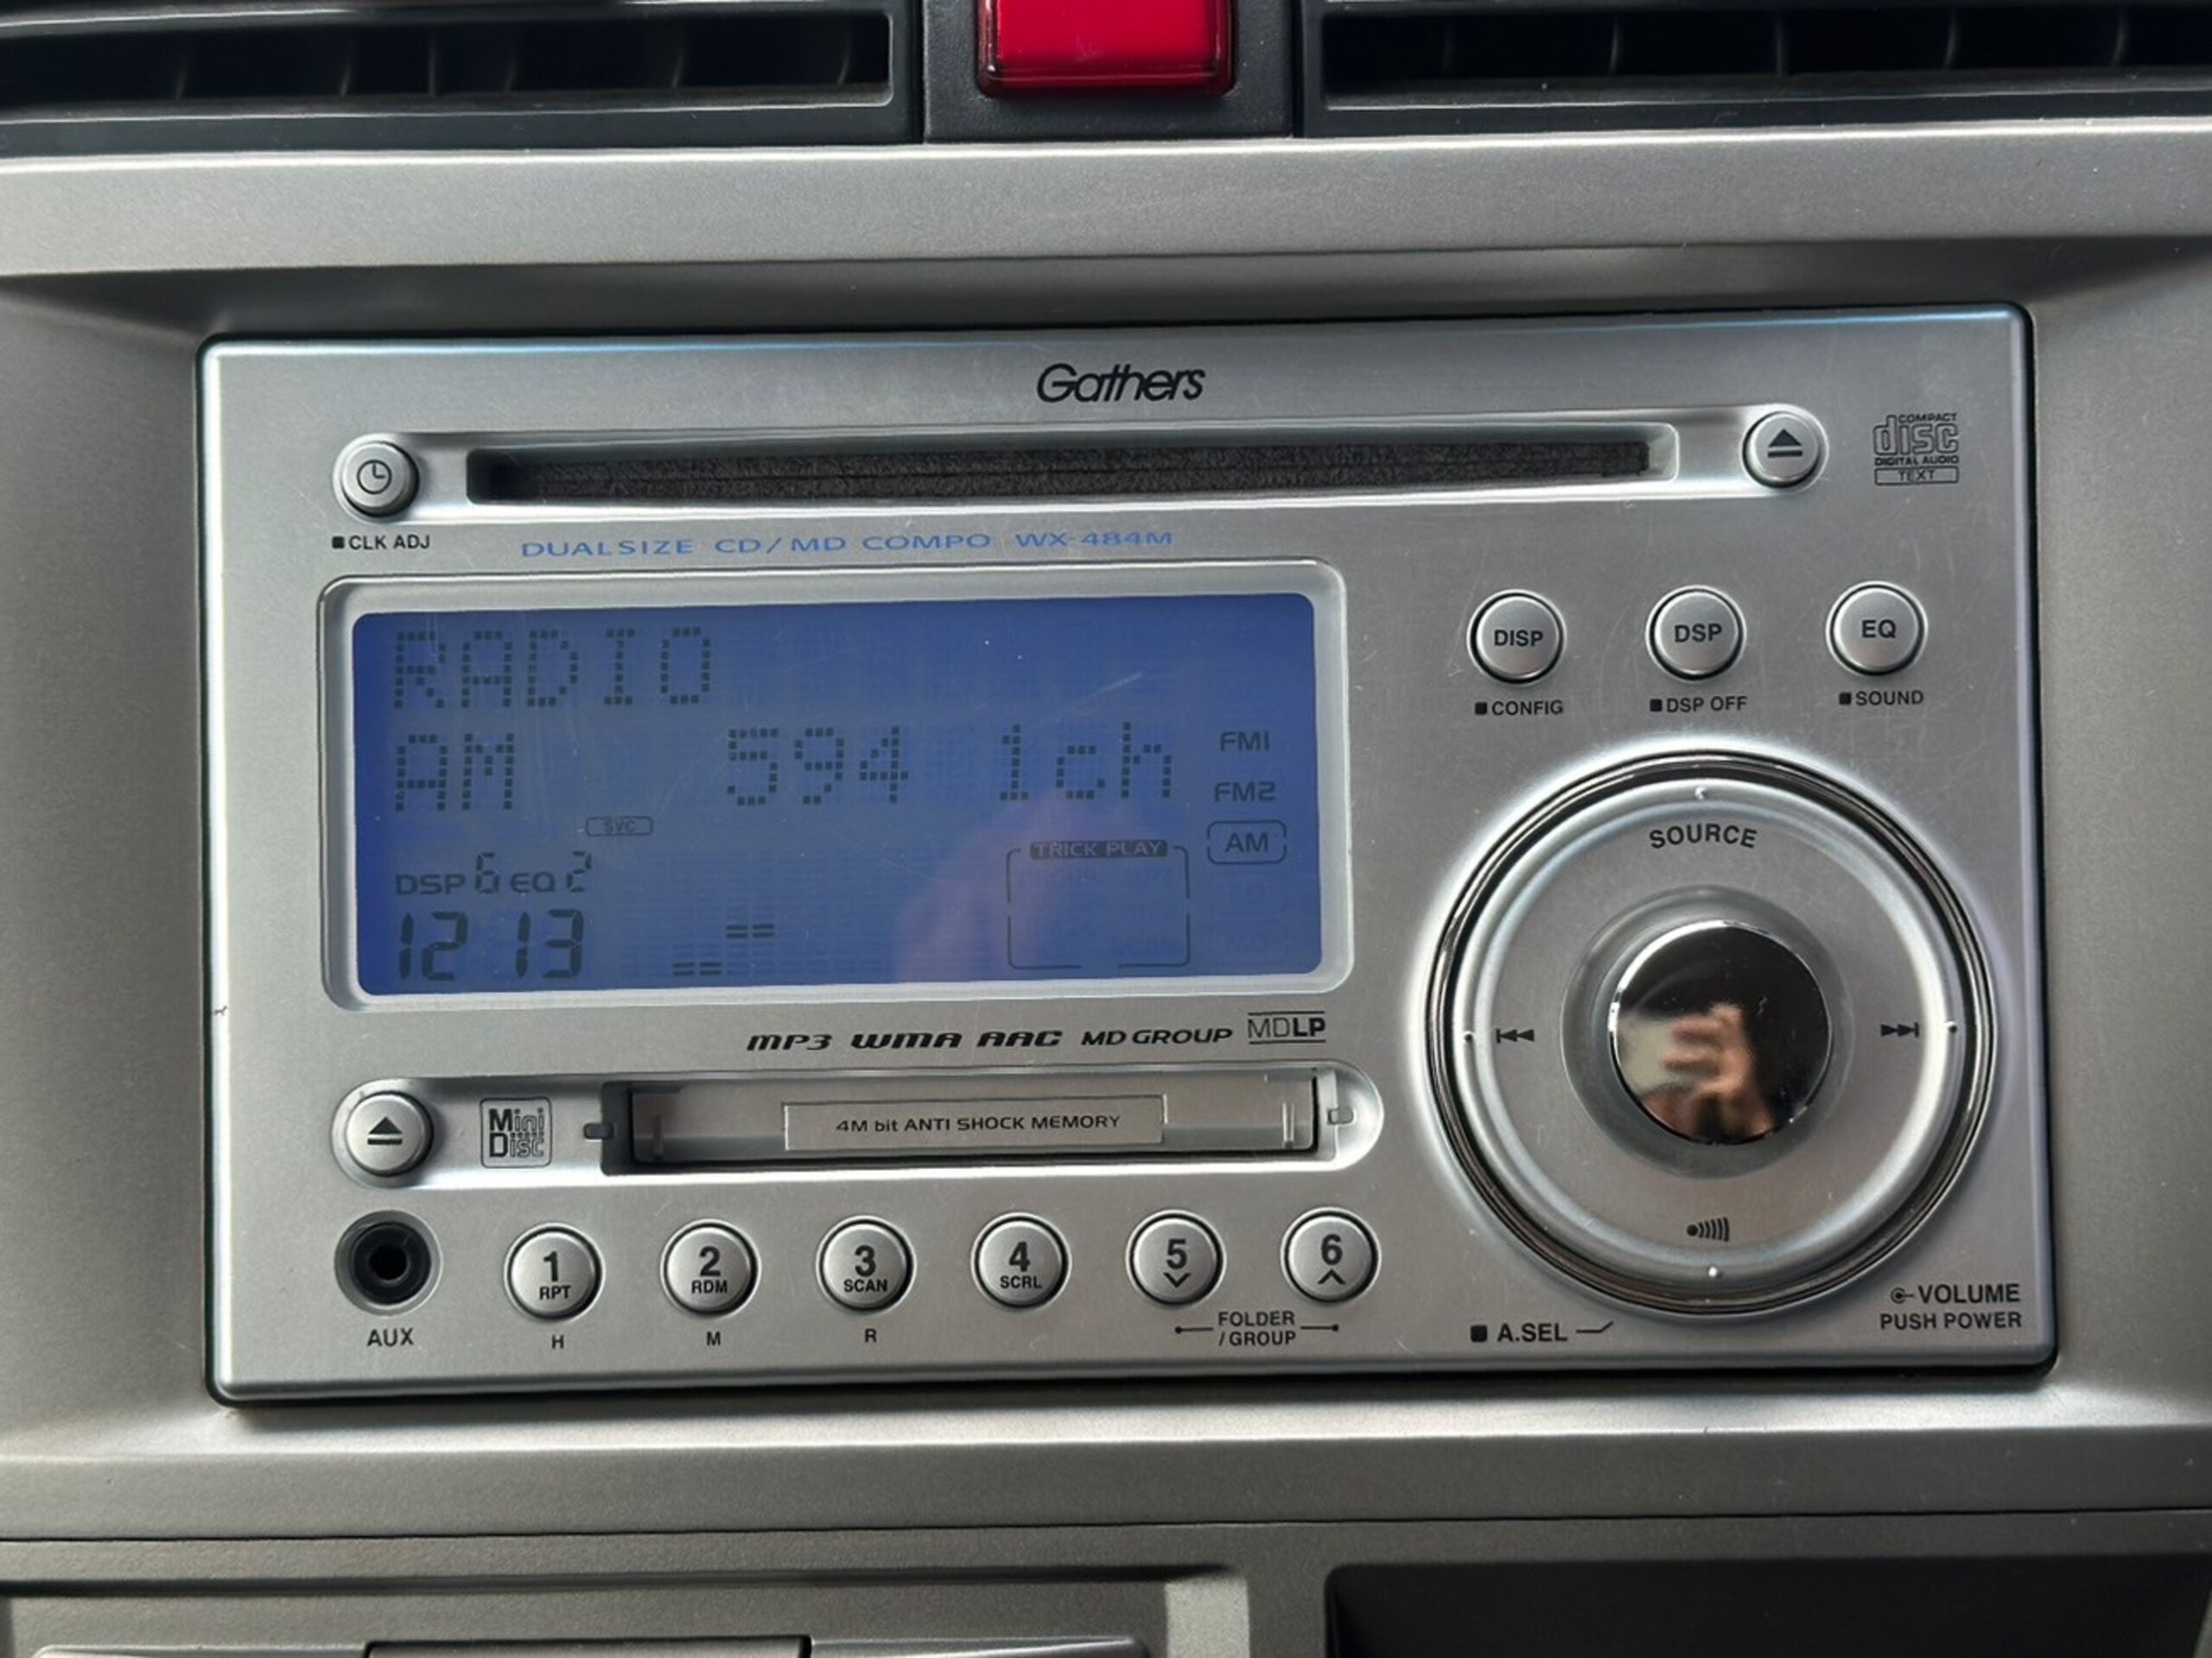 Gathers
COMPACT
disc
DIGITAL AUDIO
TEXT
CLK ADJ
DUALSIZE CD/MD COMPO WX-484M
RADIO
AM 594 1ch
FM1
FM2
AM
SVC
TRICK PLAY
DSP 6 EQ 2
12 13
DISP
DSP
EQ
CONFIG
DSP OFF
SOUND
SOURCE
MP3 WMA AAC MD GROUP MDLP
Mini
Disc
4M bit ANTI SHOCK MEMORY
AUX
1
RPT
H
2
RDM
M
3
SCAN
R
4
SCRL
5
6
FOLDER
/GROUP
A.SEL
VOLUME
PUSH POWER